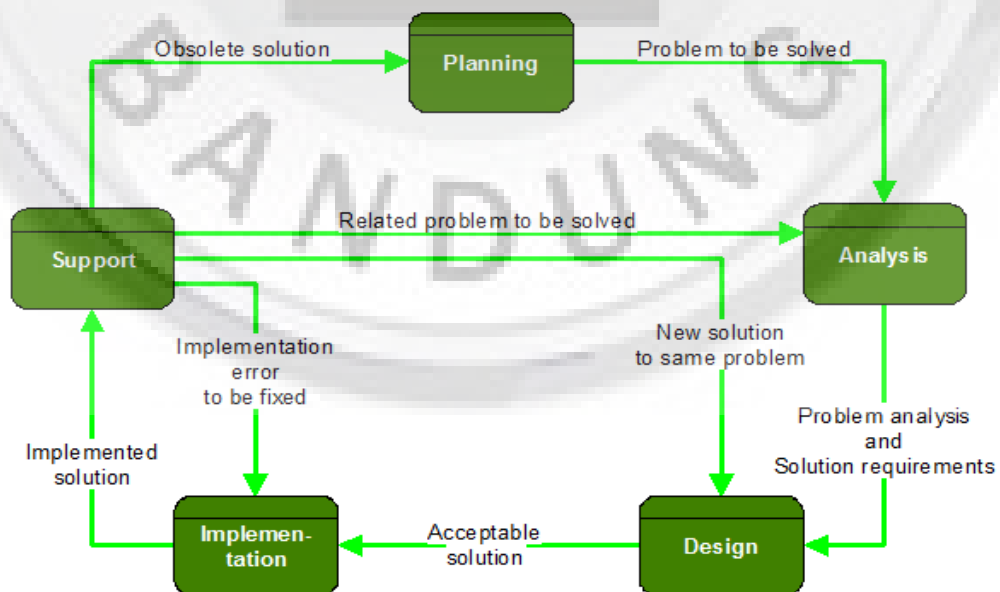 Obsolete solution
Planning
Problem to be solved
BANDUNG
Related problem to be solved
Support
Analysis
Implementation
error
to be fixed
New solution
to same problem
Problem analysis
and
Solution requirements
Implemented
solution
Implemen-
tation
Acceptable
solution
Design